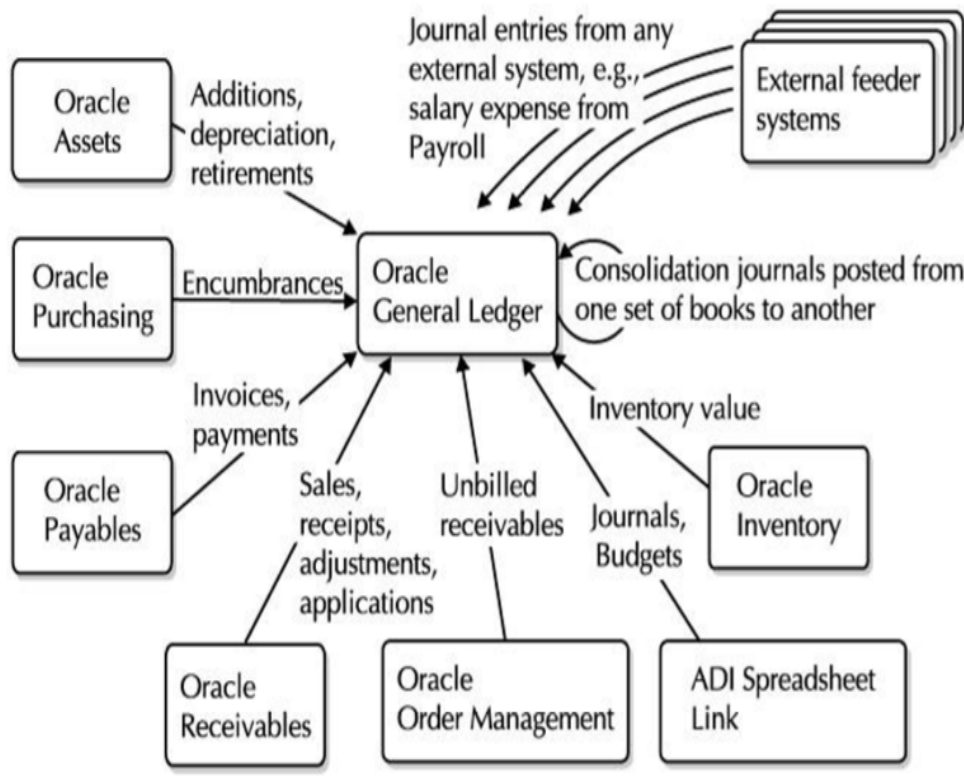 Journal entries from any
external system, e.g.,
salary expense from
Payroll
External feeder
systems
Oracle
Assets
Additions,
depreciation,
retirements
Oracle
Purchasing
Encumbrances
Oracle
General Ledger
Consolidation journals posted from
one set of books to another
Invoices,
payments
Inventory value
Oracle
Payables
Sales,
receipts,
adjustments,
applications
Unbilled
receivables
Journals,
Budgets
Oracle
Inventory
Oracle
Receivables
Oracle
Order Management
ADI Spreadsheet
Link